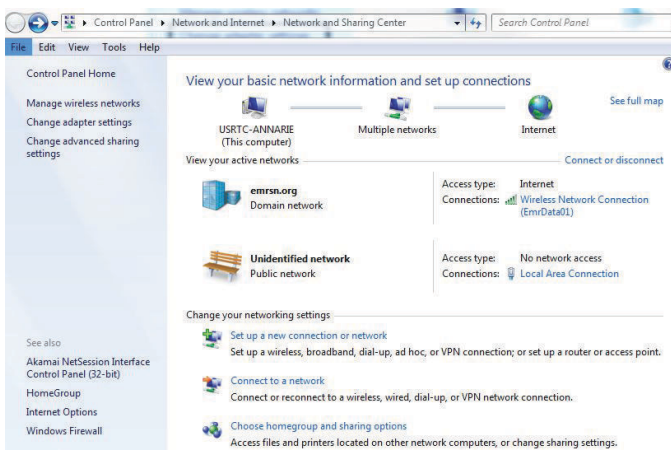 Control Panel ▸ Network and Internet ▸ Network and Sharing Center
Search Control Panel
File Edit View Tools Help
Control Panel Home
Manage wireless networks
Change adapter settings
Change advanced sharing
settings
View your basic network information and set up connections
See full map
USRTC-ANNARIE
(This computer)
Multiple networks
Internet
View your active networks
Connect or disconnect
emrsn.org
Domain network
Access type: Internet
Connections: Wireless Network Connection
(EmrData01)
Unidentified network
Public network
Access type: No network access
Connections: Local Area Connection
Change your networking settings
Set up a new connection or network
Set up a wireless, broadband, dial-up, ad hoc, or VPN connection; or set up a router or access point.
Connect to a network
Connect or reconnect to a wireless, wired, dial-up, or VPN network connection.
Choose homegroup and sharing options
Access files and printers located on other network computers, or change sharing settings.
See also
Akamai NetSession Interface
Control Panel (32-bit)
HomeGroup
Internet Options
Windows Firewall